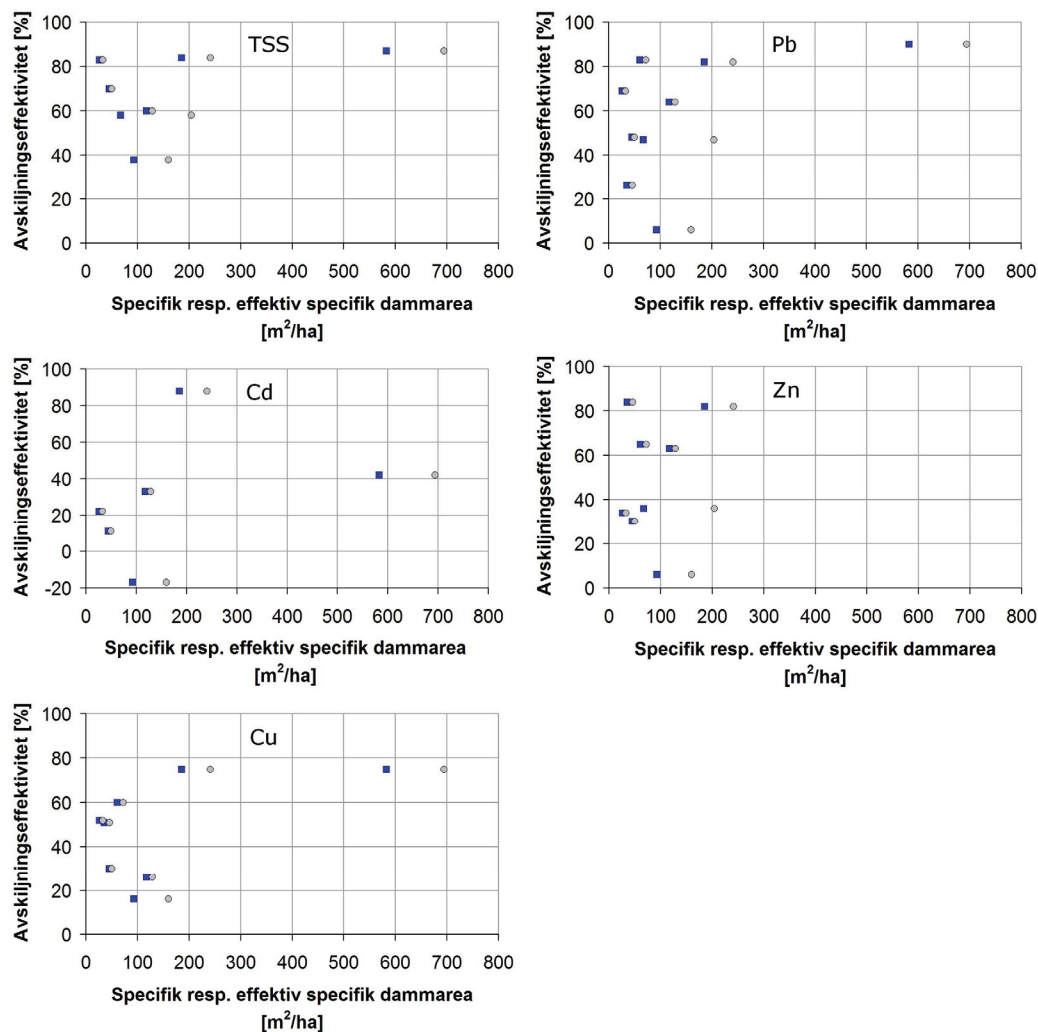 TSS
Avskiljningseffektivitet [%]
100
80
60
40
20
0
0 100 200 300 400 500 600 700 800
Specifik resp. effektiv specifik dammarea
[m²/ha]
Pb
Avskiljningseffektivitet [%]
100
80
60
40
20
0
0 100 200 300 400 500 600 700 800
Specifik resp. effektiv specifik dammarea
[m²/ha]
Cd
Avskiljningseffektivitet [%]
100
80
60
40
20
0
-20
0 100 200 300 400 500 600 700 800
Specifik resp. effektiv specifik dammarea
[m²/ha]
Zn
Avskiljningseffektivitet [%]
100
80
60
40
20
0
0 100 200 300 400 500 600 700 800
Specifik resp. effektiv specifik dammarea
[m²/ha]
Cu
Avskiljningseffektivitet [%]
100
80
60
40
20
0
0 100 200 300 400 500 600 700 800
Specifik resp. effektiv specifik dammarea
[m²/ha]